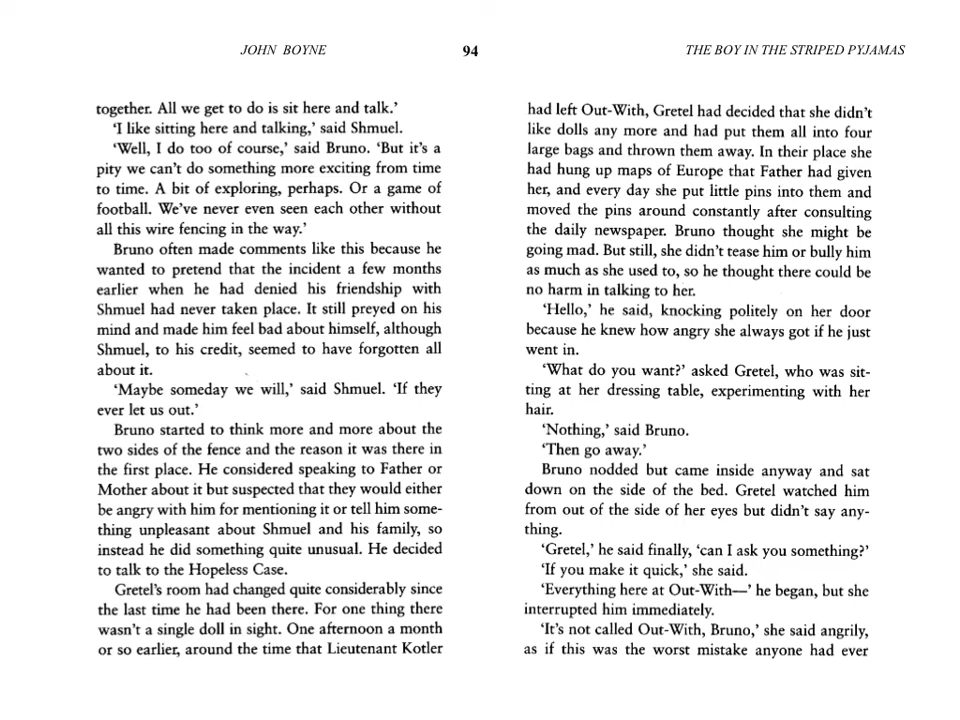 JOHN BOYNE
94
THE BOY IN THE STRIPED PYJAMAS
together. All we get to do is sit here and talk.’
‘I like sitting here and talking,’ said Shmuel.
‘Well, I do too of course,’ said Bruno. ‘But it’s a
pity we can’t do something more exciting from time
to time. A bit of exploring, perhaps. Or a game of
football. We’ve never even seen each other without
all this wire fencing in the way.’
Bruno often made comments like this because he
wanted to pretend that the incident a few months
earlier when he had denied his friendship with
Shmuel had never taken place. It still preyed on his
mind and made him feel bad about himself, although
Shmuel, to his credit, seemed to have forgotten all
about it.
‘Maybe someday we will,’ said Shmuel. ‘If they
ever let us out.’
Bruno started to think more and more about the
two sides of the fence and the reason it was there in
the first place. He considered speaking to Father or
Mother about it but suspected that they would either
be angry with him for mentioning it or tell him some-
thing unpleasant about Shmuel and his family, so
instead he did something quite unusual. He decided
to talk to the Hopeless Case.
Gretel’s room had changed quite considerably since
the last time he had been there. For one thing there
wasn’t a single doll in sight. One afternoon a month
or so earlier, around the time that Lieutenant Kotler
had left Out-With, Gretel had decided that she didn’t
like dolls any more and had put them all into four
large bags and thrown them away. In their place she
had hung up maps of Europe that Father had given
her, and every day she put little pins into them and
moved the pins around constantly after consulting
the daily newspaper. Bruno thought she might be
going mad. But still, she didn’t tease him or bully him
as much as she used to, so he thought there could be
no harm in talking to her.
‘Hello,’ he said, knocking politely on her door
because he knew how angry she always got if he just
went in.
‘What do you want?’ asked Gretel, who was sit-
ting at her dressing table, experimenting with her
hair.
‘Nothing,’ said Bruno.
‘Then go away.’
Bruno nodded but came inside anyway and sat
down on the side of the bed. Gretel watched him
from out of the side of her eyes but didn’t say any-
thing.
‘Gretel,’ he said finally, ‘can I ask you something?’
‘If you make it quick,’ she said.
‘Everything here at Out-With—’ he began, but she
interrupted him immediately.
‘It’s not called Out-With, Bruno,’ she said angrily,
as if this was the worst mistake anyone had ever